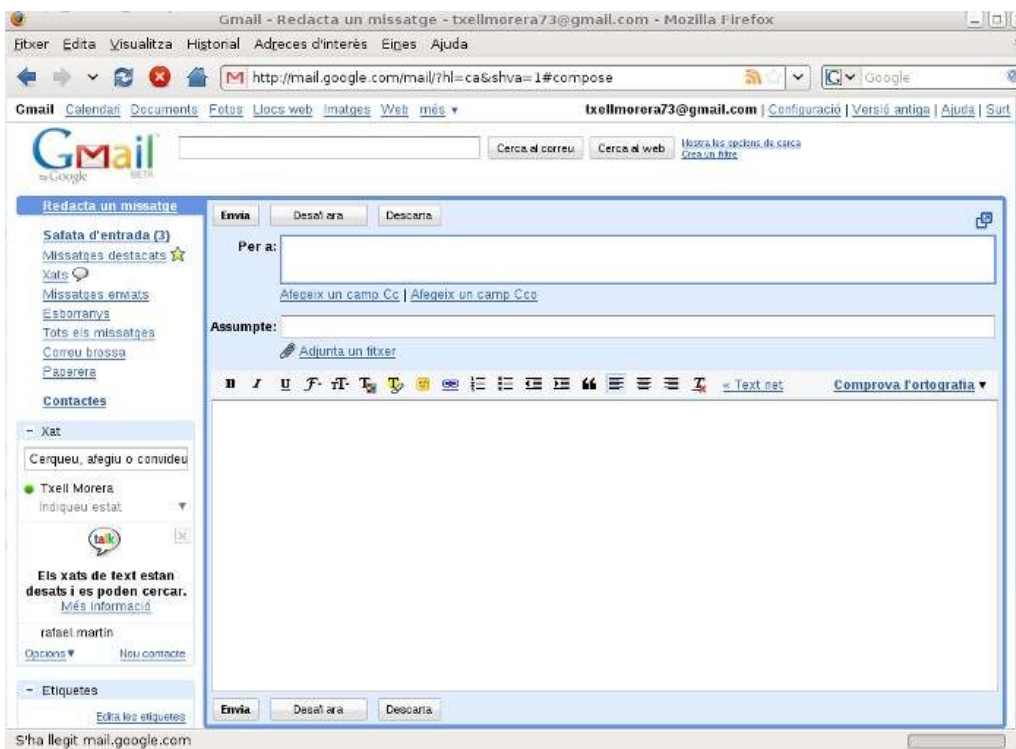 Gmail - Redacta un missatge - txellmorera73@gmail.com - Mozilla Firefox
Fitxer Edita Visualitza Historial Adreces d'interès Eines Ajuda
http://mail.google.com/mail/?hl=ca&shva=1#compose Google
Gmail Calendari Documents Fotos Llocs web Imatges Web més ▾ txellmorera73@gmail.com | Configuració | Versió antiga | Ajuda | Surt
Gmail by Google BETA
Cerca al correu Cerca al web Mostra les opcions de cerca
Crea un filtre
Redacta un missatge
Safata d'entrada (3)
Missatges destacats
Xats
Missatges enviats
Esborranys
Tots els missatges
Correu brossa
Paperera
Contactes
− Xat
Cerqueu, afegiu o convideu
Txell Morera
Indiqueu estat
talk
Els xats de text estan
desats i es poden cercar.
Més informació
rafael.martin
Opcions ▾ Nou contacte
− Etiquetes
Edita les etiquetes
Envia Desa'l ara Descarta
Per a:
Afegeix un camp Cc | Afegeix un camp Cco
Assumpte:
Adjunta un fitxer
B I U « Text net Comprova l'ortografia ▾
Envia Desa'l ara Descarta
S'ha llegit mail.google.com